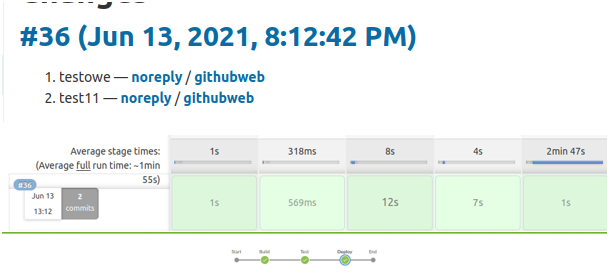 #36 (Jun 13, 2021, 8:12:42 PM)
1. testowe — noreply / githubweb
2. test11 — noreply / githubweb
Average stage times:
(Average full run time: ~1min
55s)
1s
318ms
8s
4s
2min 47s
#36
Jun 13
13:12
2
commits
1s
569ms
12s
7s
1s
Start
Build
Test
Deploy
End